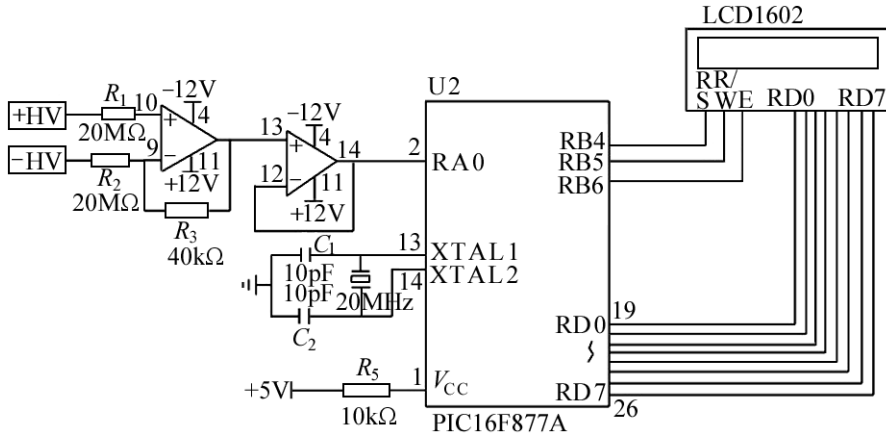 LCD1602
RR/
S WE RD0 RD7
U2
+HV R1 10 −12V 4
20MΩ
−HV 9 11
+12V
R2
20MΩ
R3
40kΩ
13 −12V 4
14
12 11
+12V
2 RA0
RB4
RB5
RB6
C1
10pF
10pF
C2
20MHz
13 XTAL1
14 XTAL2
19
RD0
RD7
26
+5V R5 1 VCC
10kΩ
PIC16F877A